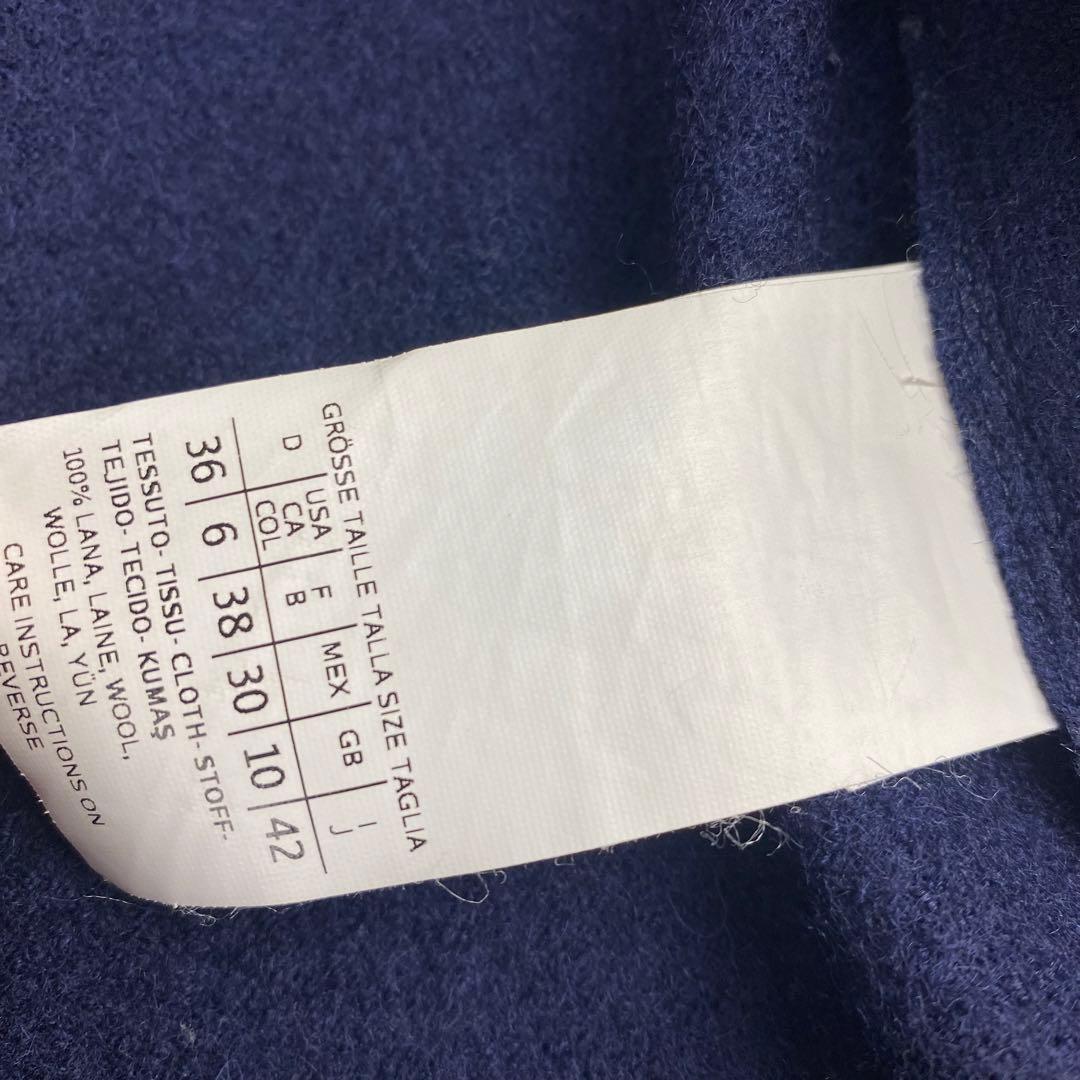 GRÖSSE TAILLE TALLA SIZE TAGLIA
D | USA CA COL | F B | MEX | GB | I J
36 | 6 | 38 | 30 | 10 | 42
TESSUTO- TISSU- CLOTH- STOFF-
TEJIDO- TECIDO- KUMAŞ
100% LANA, LAINE, WOOL,
WOLLE, LA, YÜN
CARE INSTRUCTIONS ON
REVERSE